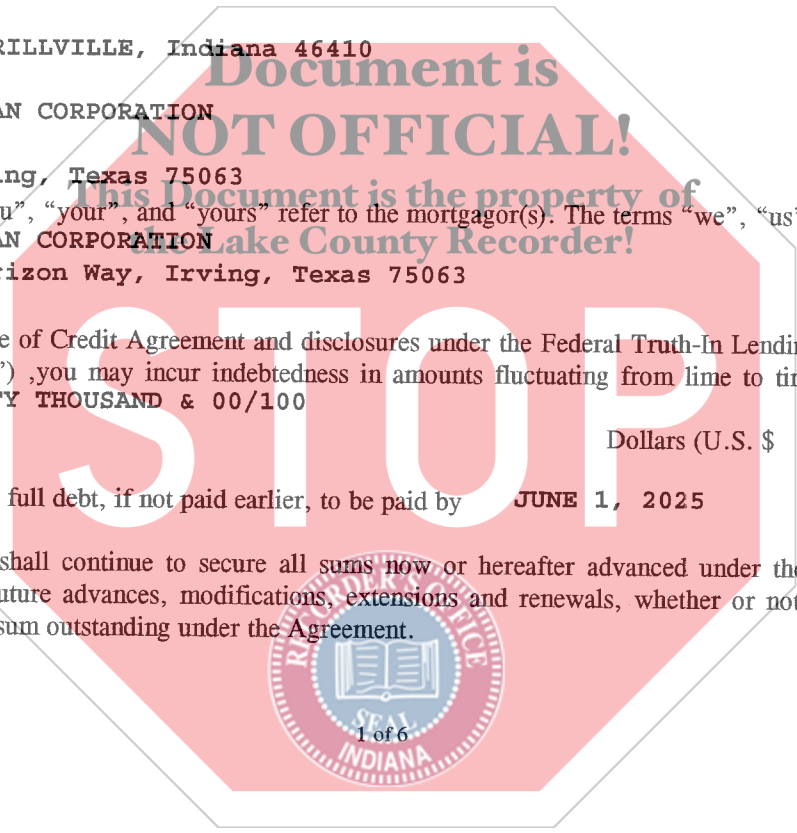 RILLVILLE, Indiana 46410
Document is
AN CORPORATION
NOT OFFICIAL!
ng, Texas 75063
This Document is the property of
u”, “your”, and “yours” refer to the mortgagor(s). The terms “we”, “us”
AN CORPORATION
the Lake County Recorder!
rizon Way, Irving, Texas 75063
STOP
e of Credit Agreement and disclosures under the Federal Truth-In Lendin
”) ,you may incur indebtedness in amounts fluctuating from lime to tim
TY THOUSAND & 00/100
Dollars (U.S. $
full debt, if not paid earlier, to be paid by JUNE 1, 2025
shall continue to secure all sums now or hereafter advanced under the
uture advances, modifications, extensions and renewals, whether or not
sum outstanding under the Agreement.
RECORDER'S OFFICE
SEAL
1 of 6
INDIANA